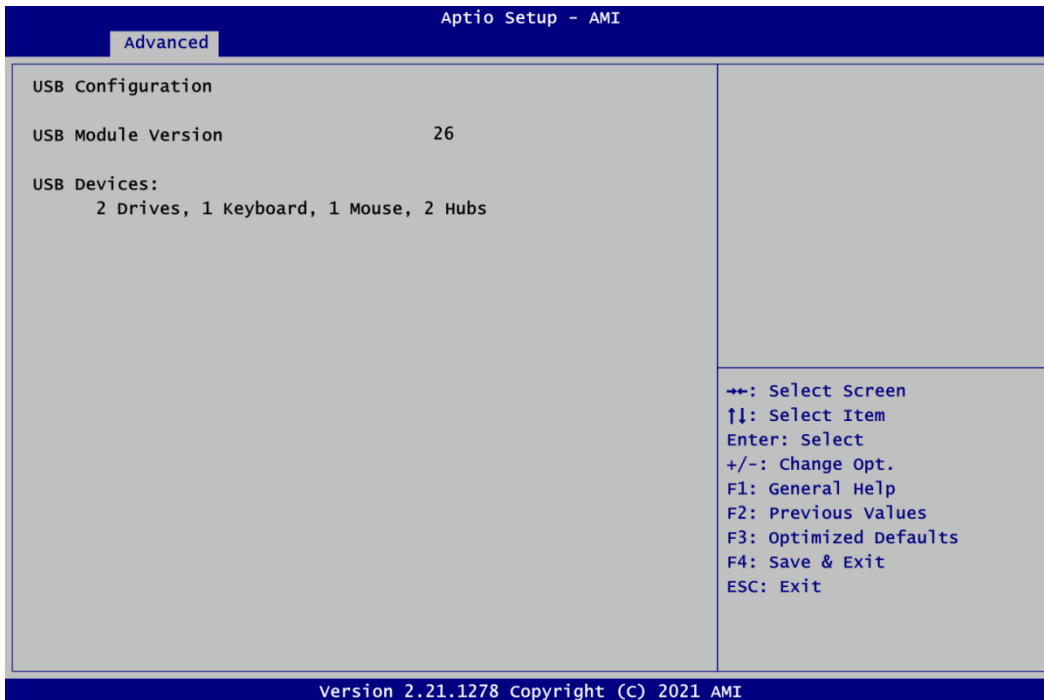 Aptio Setup - AMI
Advanced
USB Configuration
USB Module Version 26
USB Devices:
2 Drives, 1 Keyboard, 1 Mouse, 2 Hubs
→←: Select Screen
↑↓: Select Item
Enter: Select
+/-: Change Opt.
F1: General Help
F2: Previous Values
F3: Optimized Defaults
F4: Save & Exit
ESC: Exit
Version 2.21.1278 Copyright (C) 2021 AMI